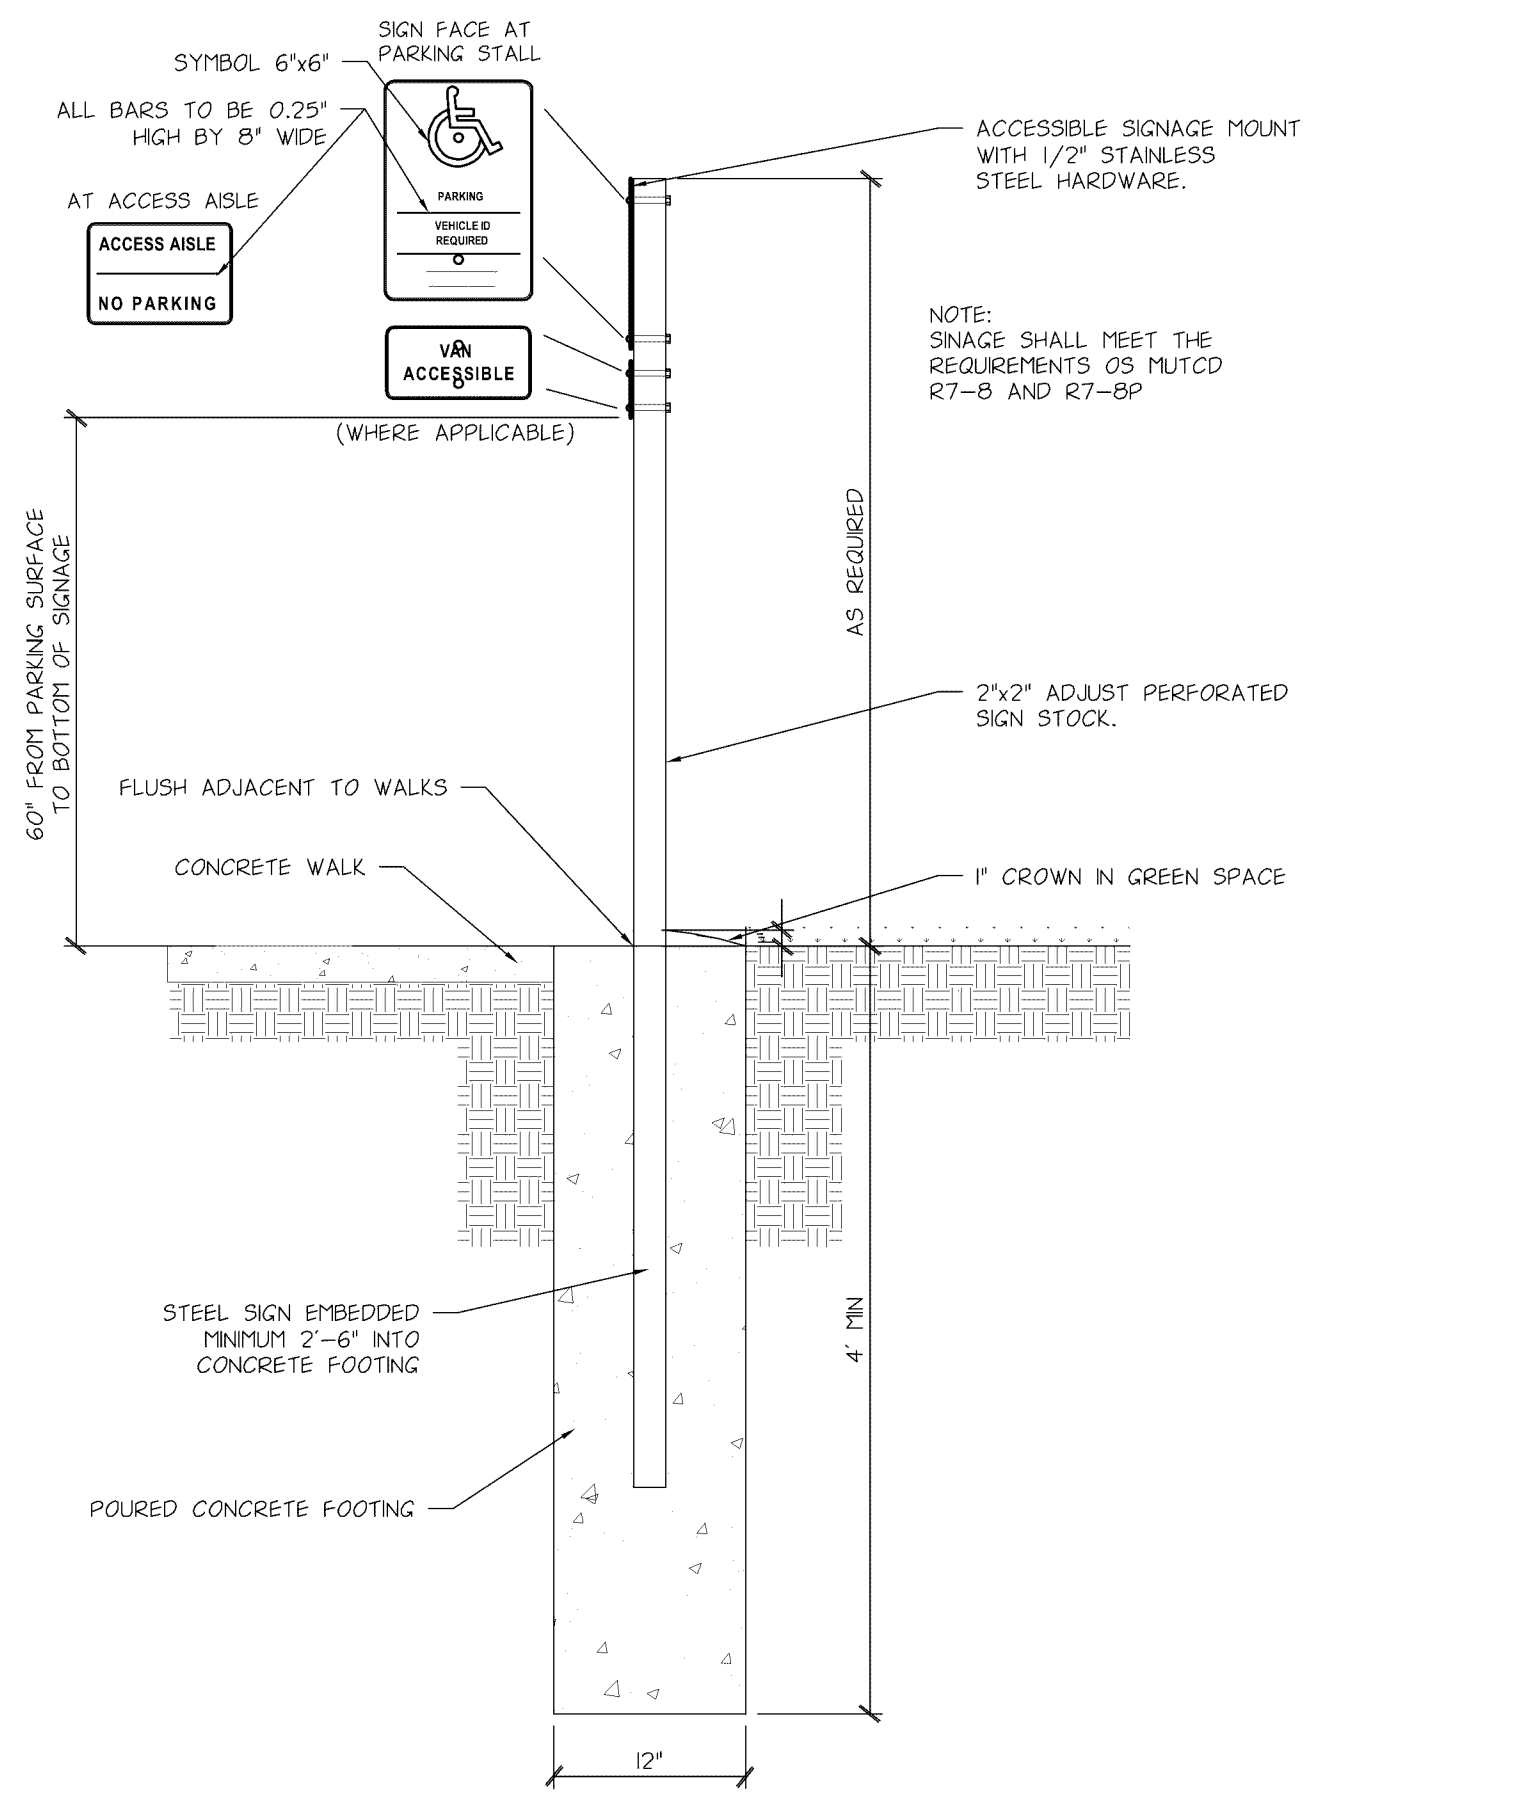 SIGN FACE AT
PARKING STALL
SYMBOL 6"x6"
ALL BARS TO BE 0.25"
HIGH BY 8" WIDE
AT ACCESS AISLE
ACCESS AISLE
NO PARKING
PARKING
VEHICLE ID
REQUIRED
VAN
ACCESSIBLE
(WHERE APPLICABLE)
ACCESSIBLE SIGNAGE MOUNT
WITH 1/2" STAINLESS
STEEL HARDWARE.
NOTE:
SINAGE SHALL MEET THE
REQUIREMENTS OS MUTCD
R7-8 AND R7-8P
60" FROM PARKING SURFACE
TO BOTTOM OF SIGNAGE
AS REQUIRED
2"x2" ADJUST PERFORATED
SIGN STOCK.
FLUSH ADJACENT TO WALKS
CONCRETE WALK
1" CROWN IN GREEN SPACE
STEEL SIGN EMBEDDED
MINIMUM 2'-6" INTO
CONCRETE FOOTING
4' MIN
POURED CONCRETE FOOTING
12"